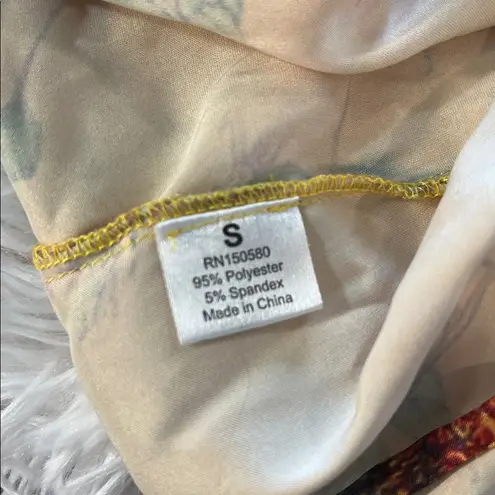 S
RN150580
95% Polyester
5% Spandex
Made in China